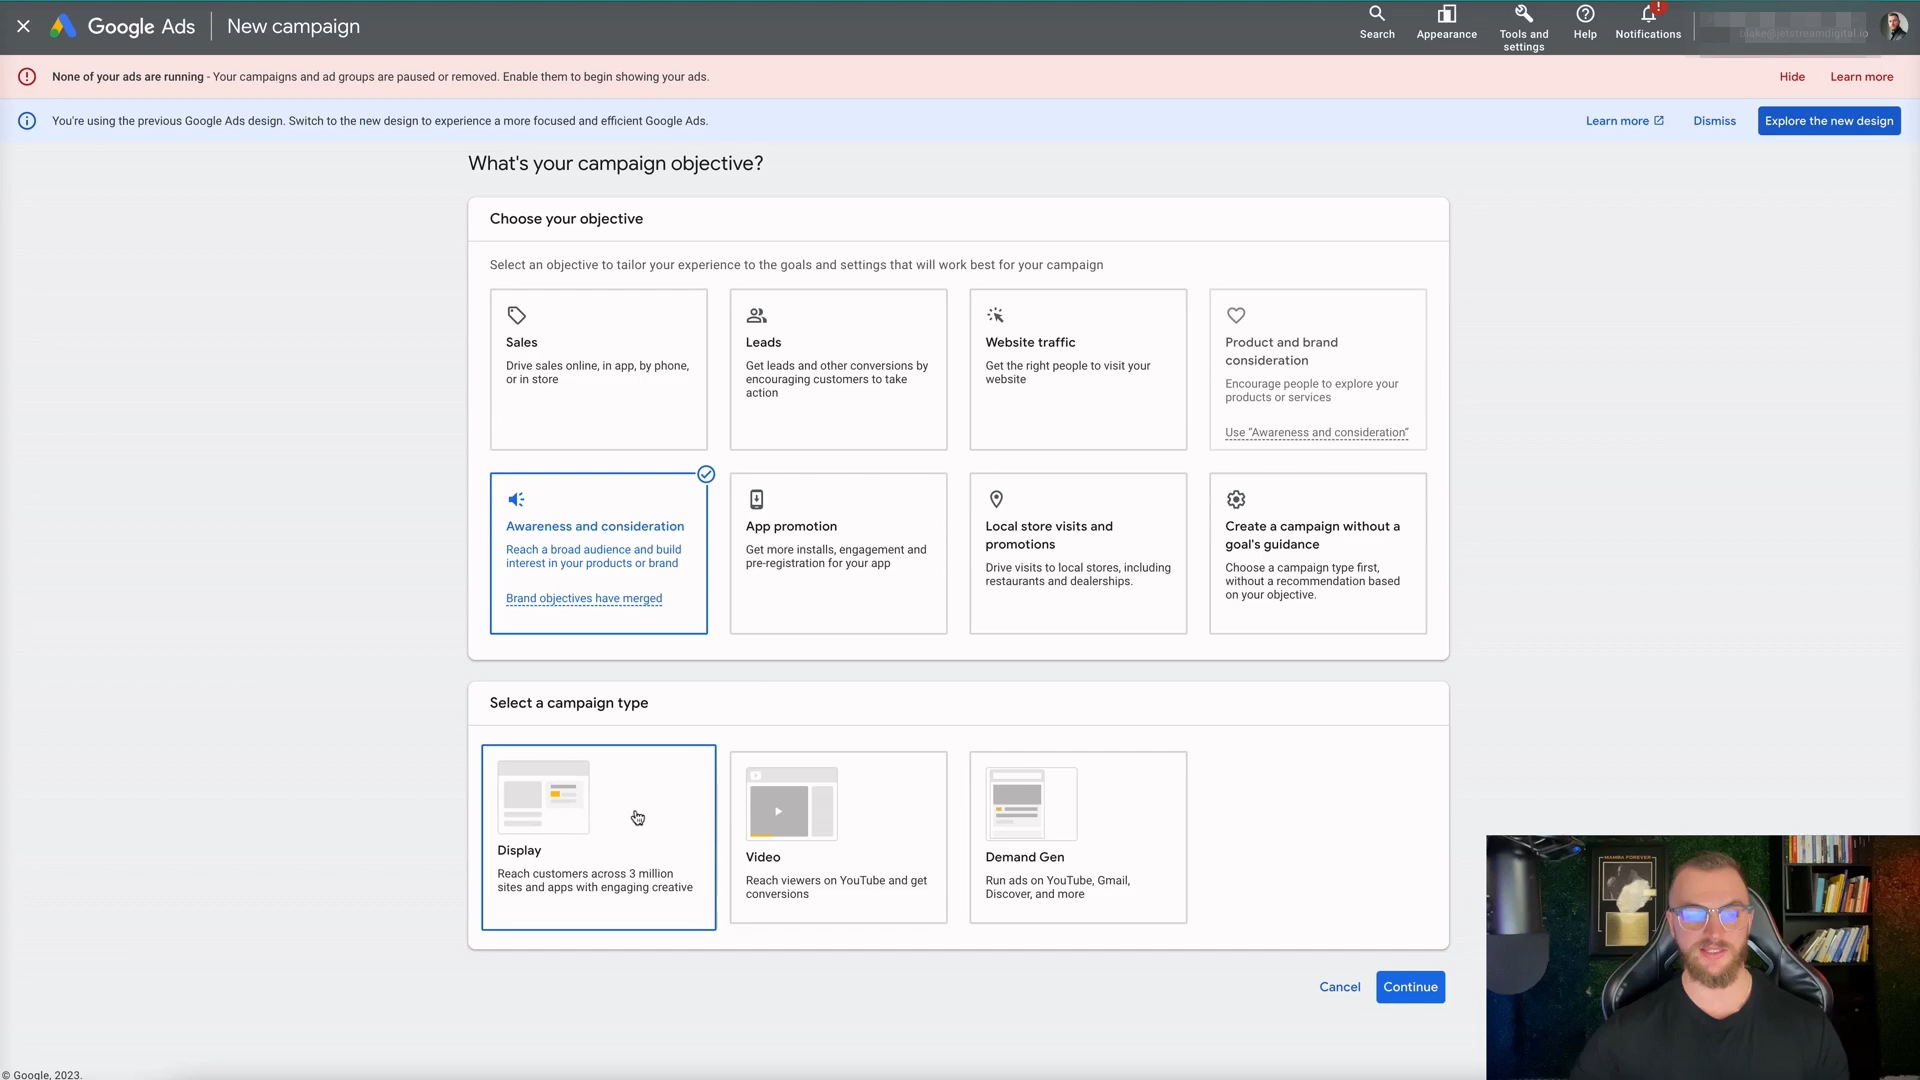 Google Ads
New campaign
Search
Appearance
Tools and
settings
Help
Notifications
blake@jetstreamdigital.io
None of your ads are running - Your campaigns and ad groups are paused or removed. Enable them to begin showing your ads.
Hide
Learn more
You're using the previous Google Ads design. Switch to the new design to experience a more focused and efficient Google Ads.
Learn more
Dismiss
Explore the new design
What's your campaign objective?
Choose your objective
Select an objective to tailor your experience to the goals and settings that will work best for your campaign
Sales
Drive sales online, in app, by phone,
or in store
Leads
Get leads and other conversions by
encouraging customers to take
action
Website traffic
Get the right people to visit your
website
Product and brand
consideration
Encourage people to explore your
products or services
Use "Awareness and consideration"
Awareness and consideration
Reach a broad audience and build
interest in your products or brand
Brand objectives have merged
App promotion
Get more installs, engagement and
pre-registration for your app
Local store visits and
promotions
Drive visits to local stores, including
restaurants and dealerships.
Create a campaign without a
goal's guidance
Choose a campaign type first,
without a recommendation based
on your objective.
Select a campaign type
Display
Reach customers across 3 million
sites and apps with engaging creative
Video
Reach viewers on YouTube and get
conversions
Demand Gen
Run ads on YouTube, Gmail,
Discover, and more
Cancel
Continue
MAMBA FOREVER
© Google, 2023.